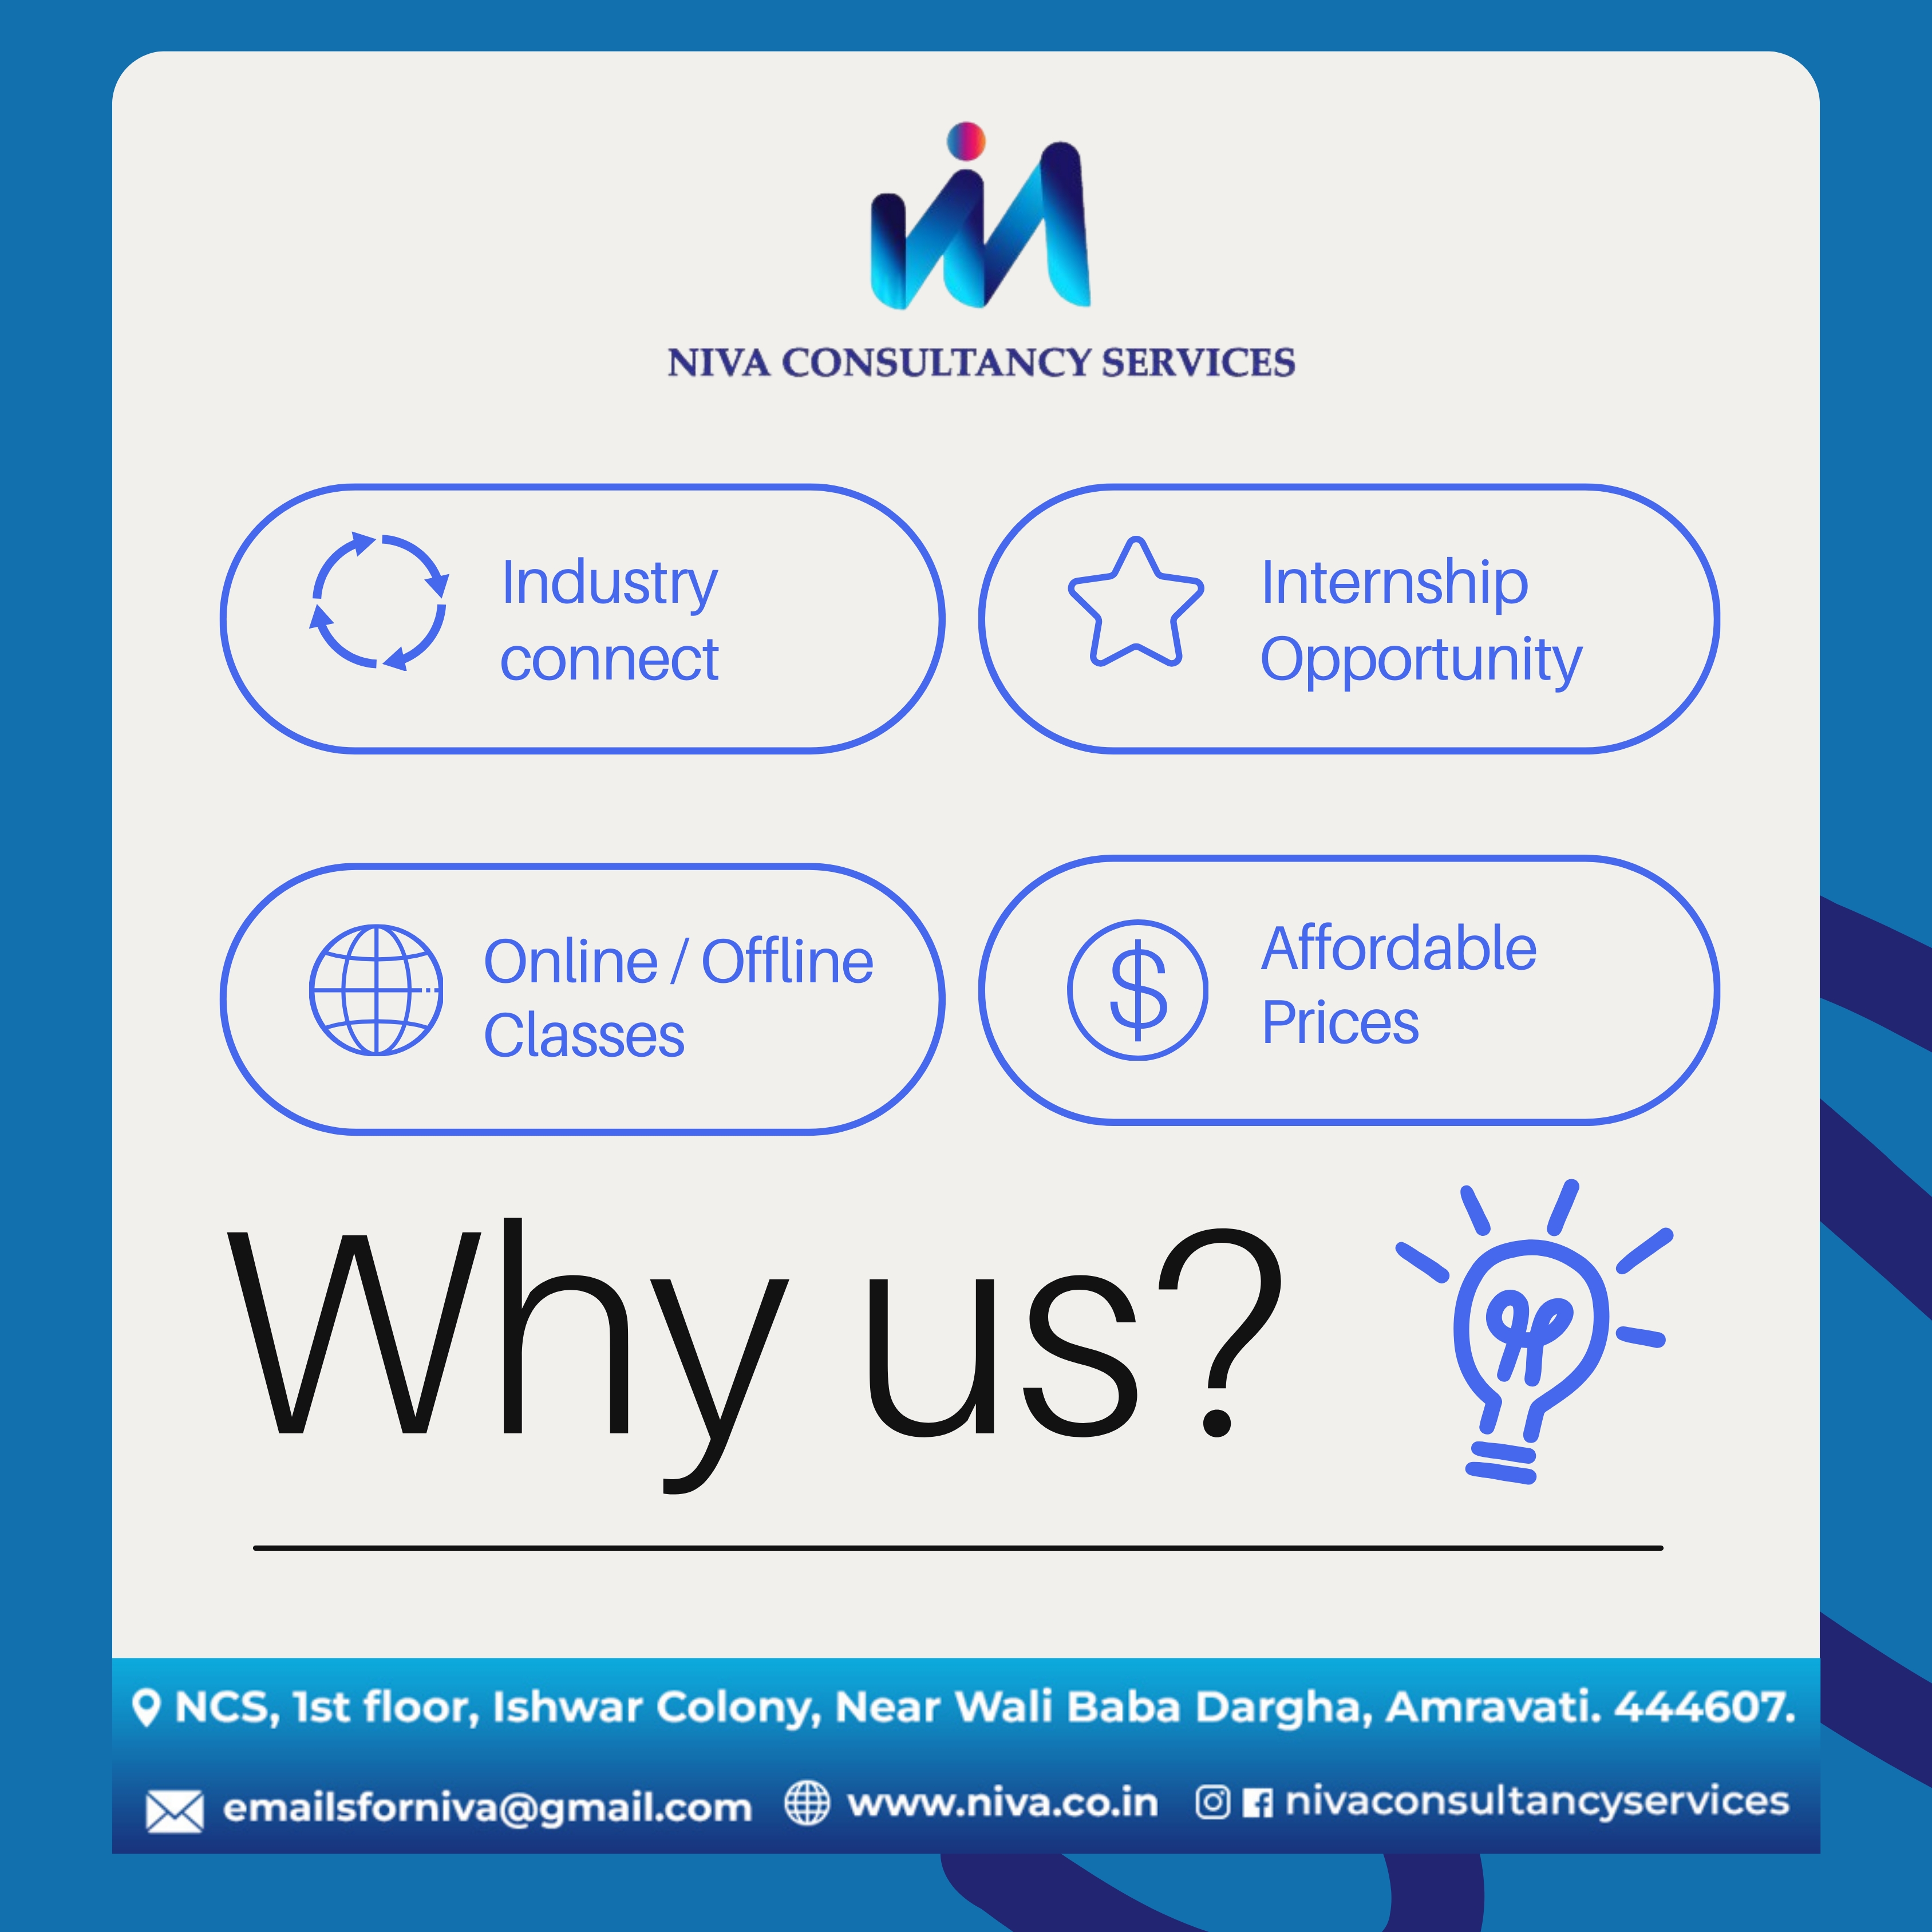 NIVA CONSULTANCY SERVICES
Industry
connect
Internship
Opportunity
Online / Offline
Classes
Affordable
Prices
Why us?
NCS, 1st floor, Ishwar Colony, Near Wali Baba Dargha, Amravati. 444607.
emailsforniva@gmail.com www.niva.co.in nivaconsultancyservices